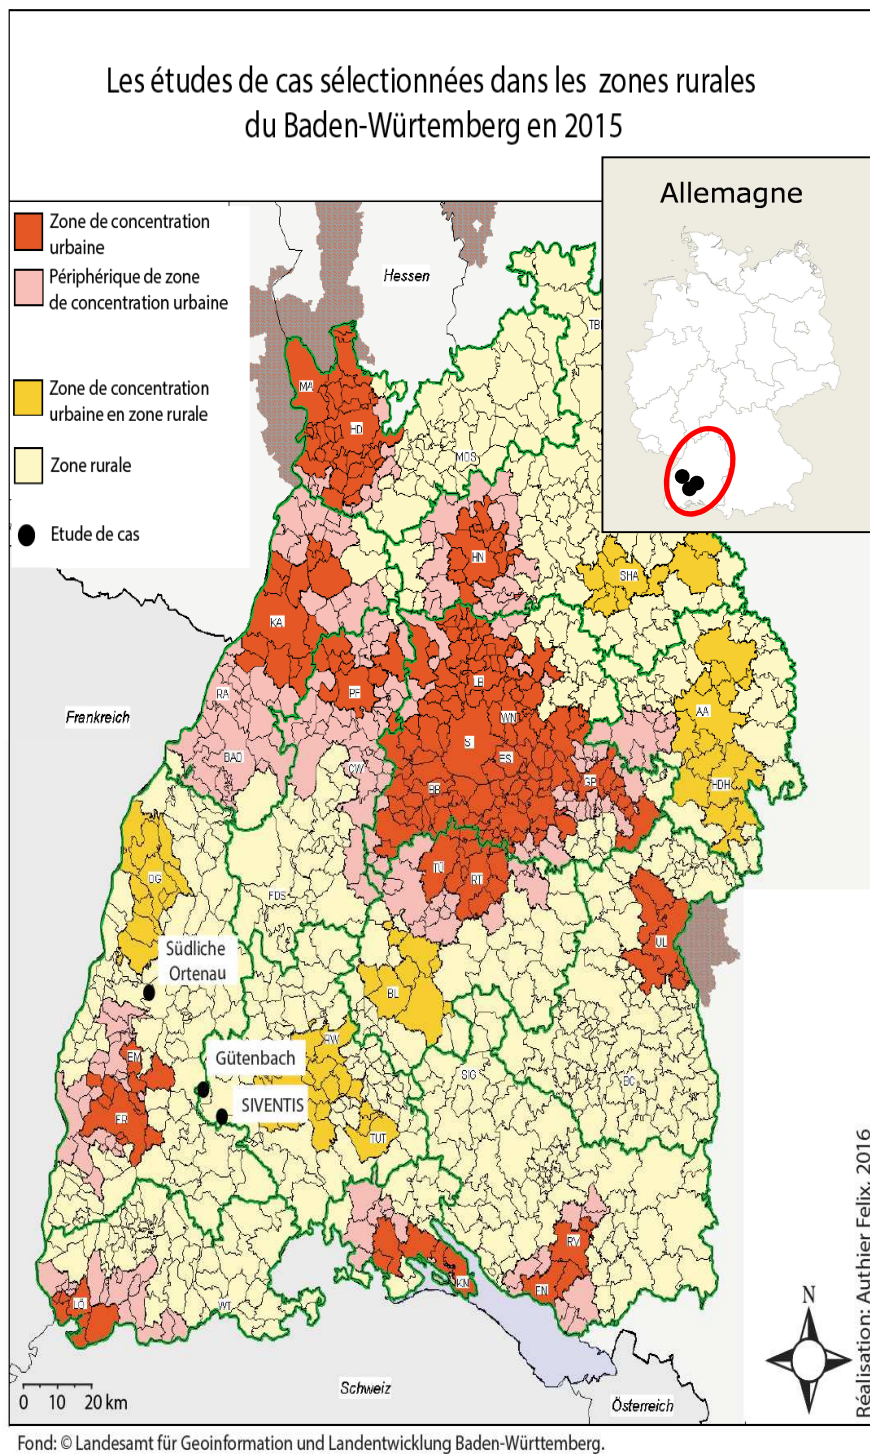 Les études de cas sélectionnées dans les zones rurales
du Baden-Würtemberg en 2015
Allemagne
Zone de concentration
urbaine
Périphérique de zone
de concentration urbaine
Zone de concentration
urbaine en zone rurale
Zone rurale
Etude de cas
Hessen
TB
MA
HD
MOS
HN
SHA
KA
PF
LB
RA
WN
AA
Frankreich
S
ES
BAD
CW
GP
HDH
BB
TÜ
RT
OG
FDS
UL
Südliche
Ortenau
BL
RW
EM
Gütenbach
SIG
BC
SIVENTIS
FR
TUT
RV
KN
FN
LÖ
WT
N
0 10 20 km
Schweiz
Österreich
Réalisation: Authier Felix. 2016
Fond: © Landesamt für Geoinformation und Landentwicklung Baden-Württemberg.